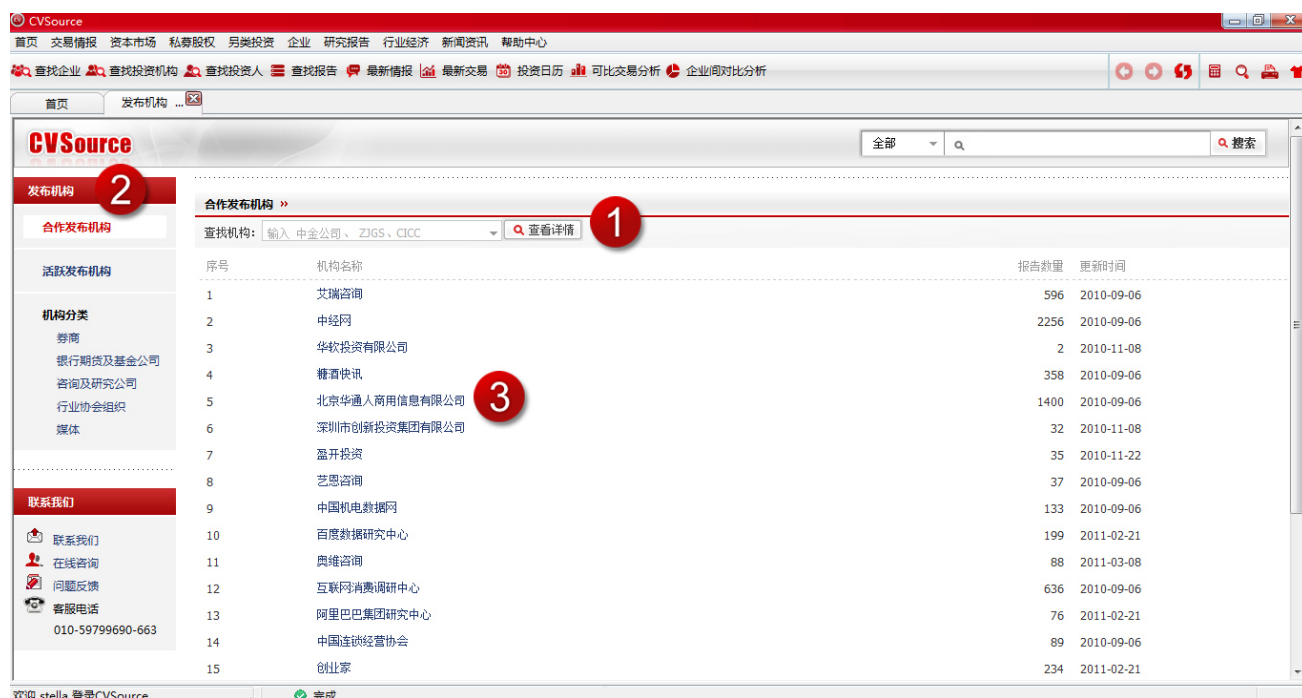 CVSource
首页 交易情报 资本市场 私募股权 另类投资 企业 研究报告 行业经济 新闻资讯 帮助中心
查找企业 查找投资机构 查找投资人 查找报告 最新情报 最新交易 投资日历 可比交易分析 企业间对比分析
首页 发布机构 ...
CVSource 全部 搜索
发布机构 2
合作发布机构
活跃发布机构
机构分类
券商
银行期货及基金公司
咨询及研究公司
行业协会组织
媒体
联系我们
联系我们
在线咨询
问题反馈
客服电话
010-59799690-663
合作发布机构 »
查找机构: 输入 中金公司、 ZJGS、CICC 查看详情 1
序号 机构名称 报告数量 更新时间
1 艾瑞咨询 596 2010-09-06
2 中经网 2256 2010-09-06
3 华软投资有限公司 2 2010-11-08
4 糖酒快讯 358 2010-09-06
5 北京华通人商用信息有限公司 3 1400 2010-09-06
6 深圳市创新投资集团有限公司 32 2010-11-08
7 盈开投资 35 2010-11-22
8 艺恩咨询 37 2010-09-06
9 中国机电数据网 133 2010-09-06
10 百度数据研究中心 199 2011-02-21
11 奥维咨询 88 2011-03-08
12 互联网消费调研中心 636 2010-09-06
13 阿里巴巴集团研究中心 76 2011-02-21
14 中国连锁经营协会 89 2010-09-06
15 创业家 234 2011-02-21
欢迎 stella 登录CVSource 完成